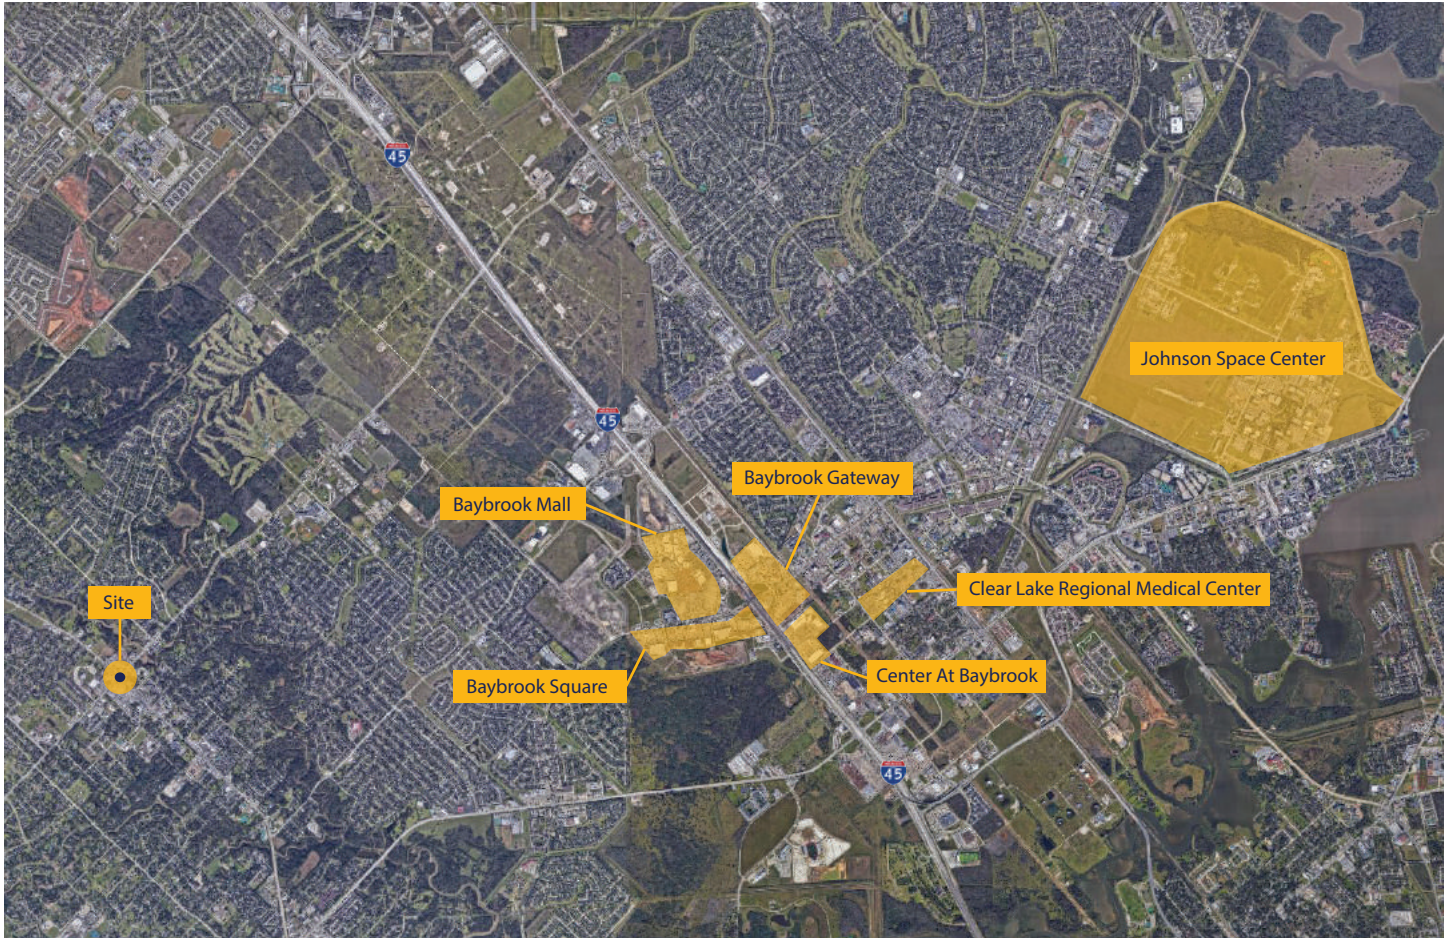 45
Johnson Space Center
45
Baybrook Gateway
Baybrook Mall
Clear Lake Regional Medical Center
Site
Center At Baybrook
Baybrook Square
45